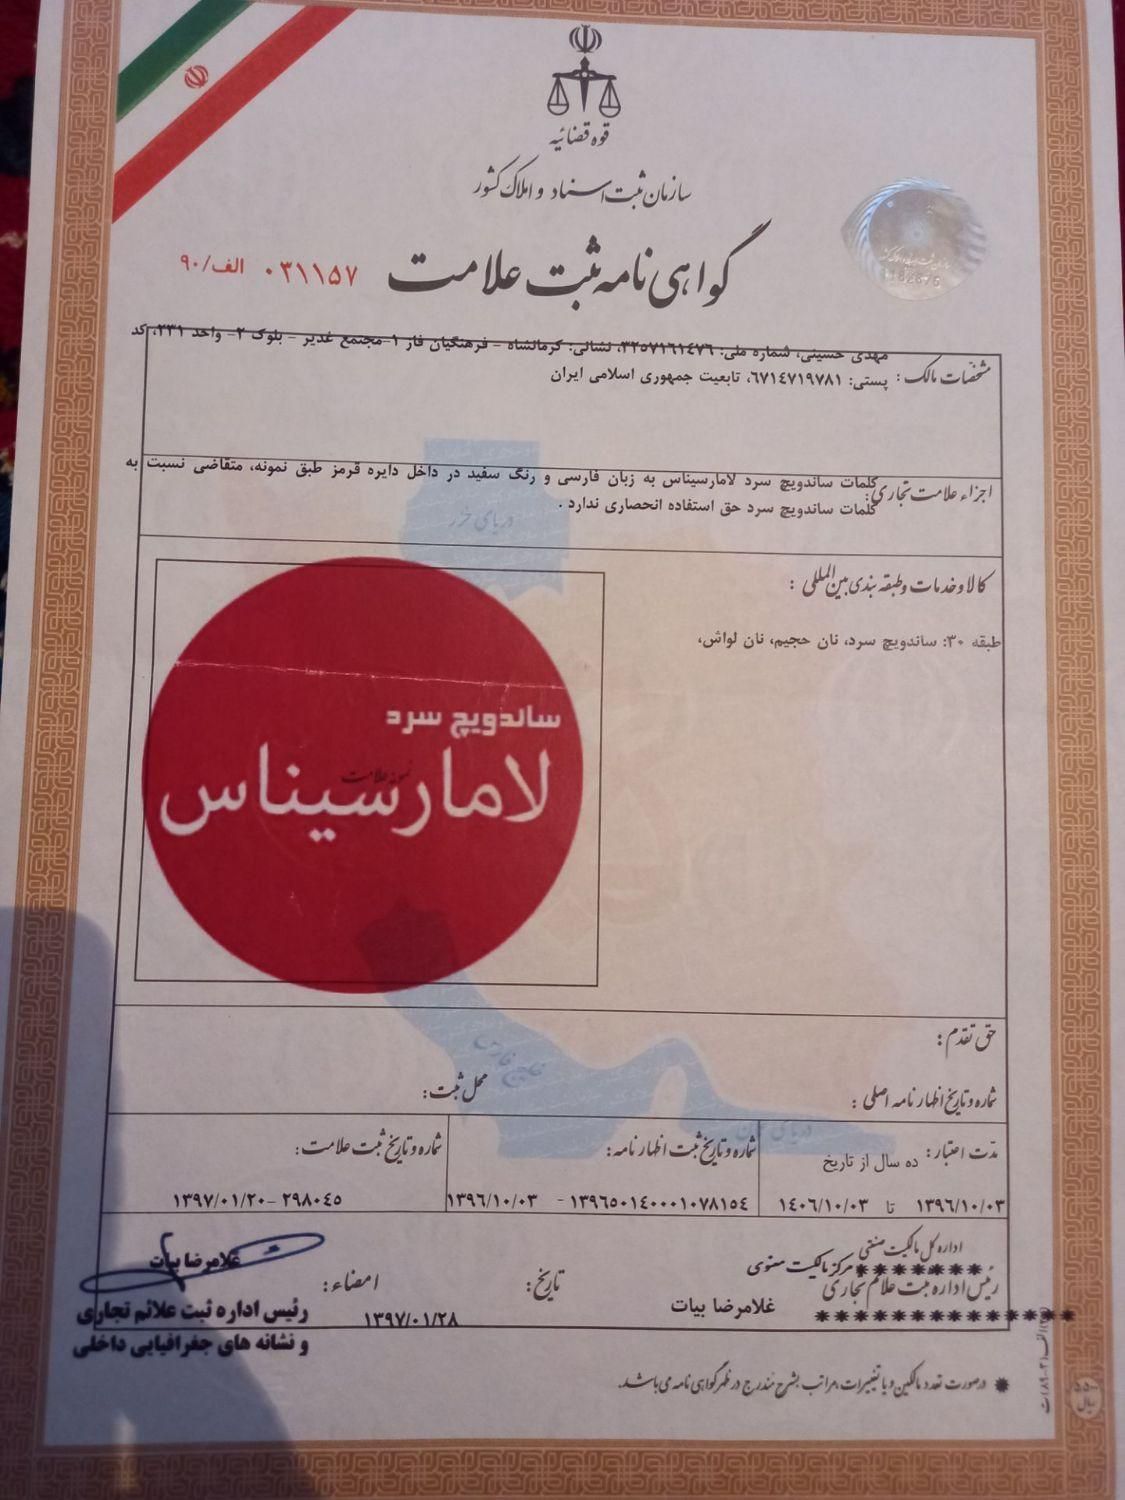 قوه قضائیه
سازمان ثبت اسناد و املاک کشور
گواهی نامه ثبت علامت
۰۳۱۱۵۷ الف/۹۰
مشخصات مالک: مهدی حسینی، شماره ملی: ۳۲۵۷۱۶۱۴۷۶، نشانی: کرمانشاه - فرهنگیان فاز ۱-مجتمع غدیر - بلوک ۲- واحد ۲۳۱، کد
پستی: ۶۷۱۴۷۱۹۷۸۱، تابعیت جمهوری اسلامی ایران
اجزاء علامت تجاری: کلمات ساندویچ سرد لامارسیناس به زبان فارسی و رنگ سفید در داخل دایره قرمز طبق نمونه، متقاضی نسبت به
کلمات ساندویچ سرد حق استفاده انحصاری ندارد.
کالا و خدمات و طبقه بندی بین المللی:
طبقه ۳۰: ساندویچ سرد، نان حجیم، نان لواش،
ساندویچ سرد
نمونه علامت
لامارسیناس
دریای خزر
خلیج فارس
حق تقدم:
شماره و تاریخ اظهارنامه اصلی:
محل ثبت:
مدت اعتبار: ده سال از تاریخ
۱۳۹۶/۱۰/۰۳ تا ۱۴۰۶/۱۰/۰۳
شماره و تاریخ ثبت اظهارنامه:
۱۳۹۶۵۰۱۴۰۰۰۱۰۷۸۱۵۴ - ۱۳۹۶/۱۰/۰۳
شماره و تاریخ ثبت علامت:
۲۹۸۰۴۵ - ۱۳۹۷/۰۱/۲۰
اداره کل مالکیت صنعتی
******* مرکز مالکیت معنوی
رئیس اداره ثبت علائم تجاری
غلامرضا بیات
*************
تاریخ:
۱۳۹۷/۰۱/۲۸
امضاء:
غلامرضا بیات
رئیس اداره ثبت علائم تجاری
و نشانه های جغرافیایی داخلی
* درصورت تعدد مالکین و یا تغییرات، مراتب بشرح مندرج در ظهر گواهی نامه می باشد.